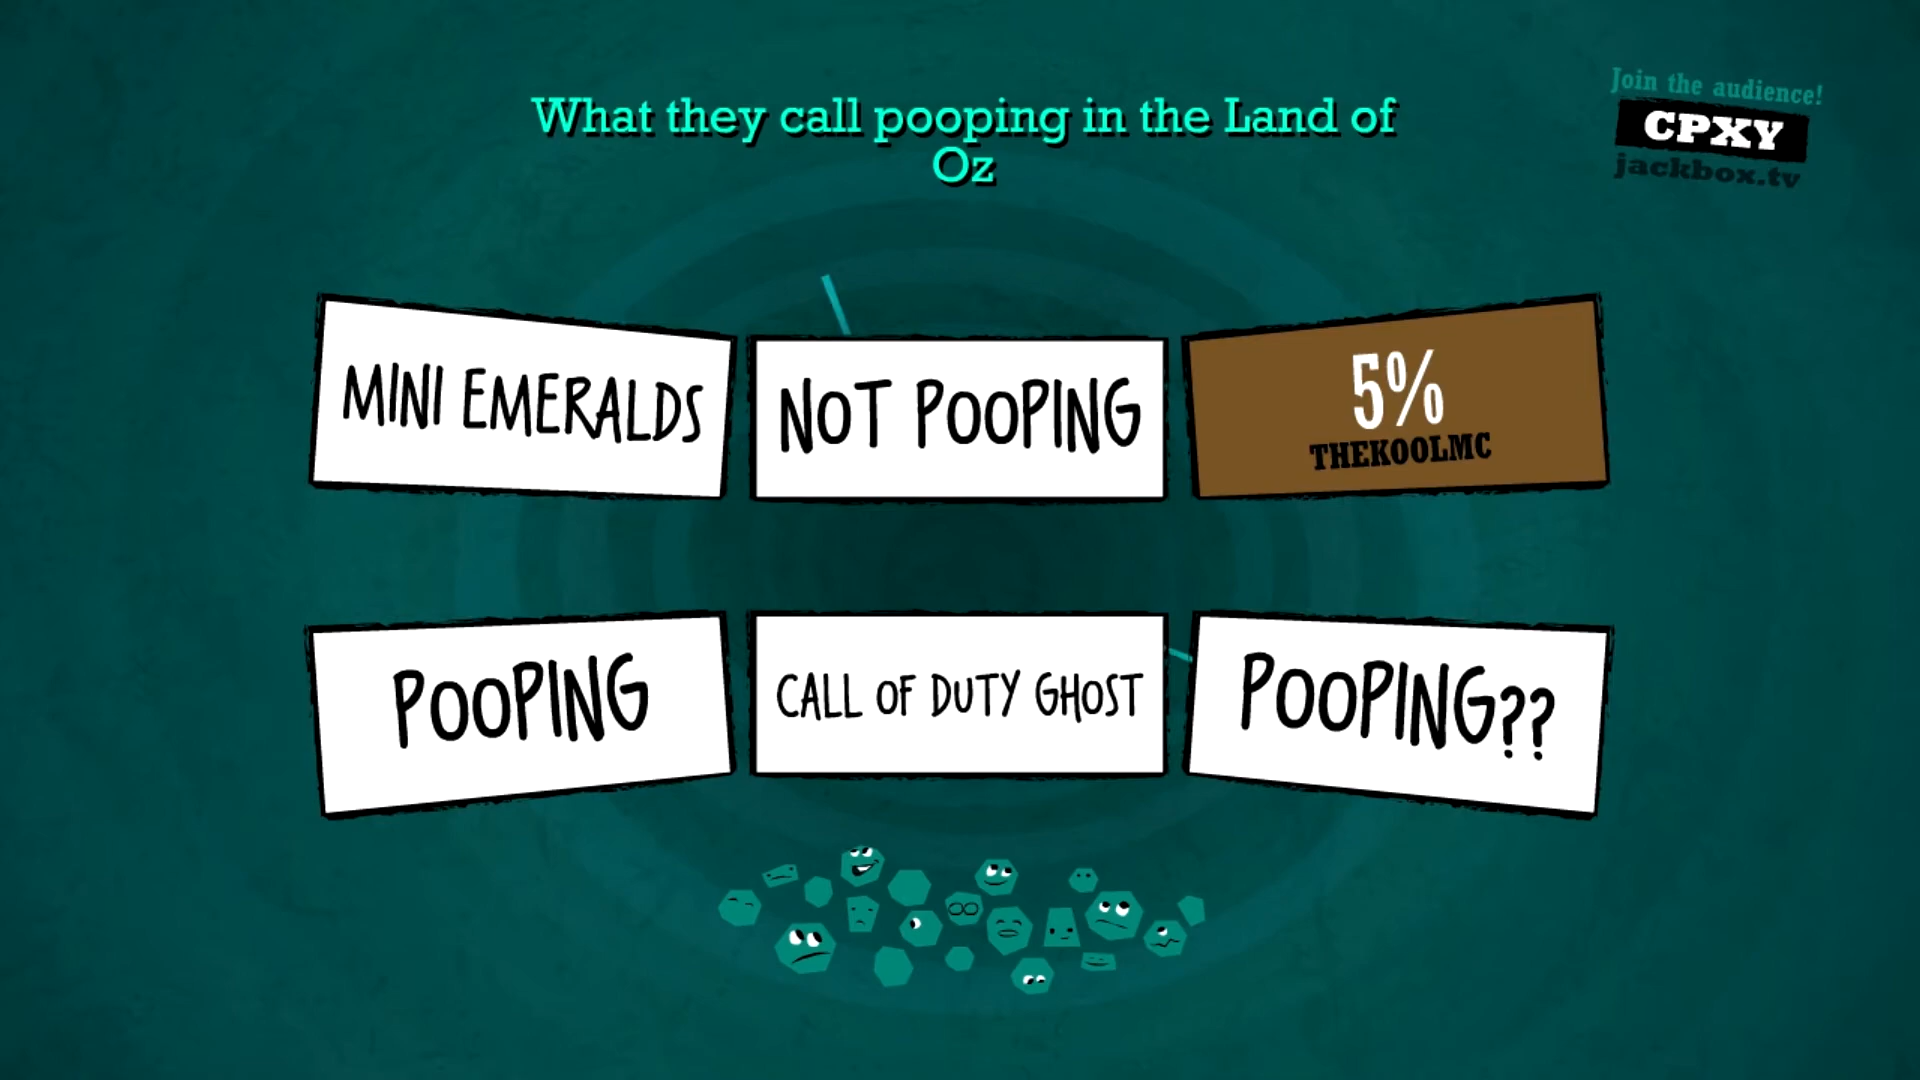 What they call pooping in the Land of
Oz
Join the audience!
CPXY
jackbox.tv
MINI EMERALDS
NOT POOPING
5%
THEKOOLMC
POOPING
CALL OF DUTY GHOST
POOPING??